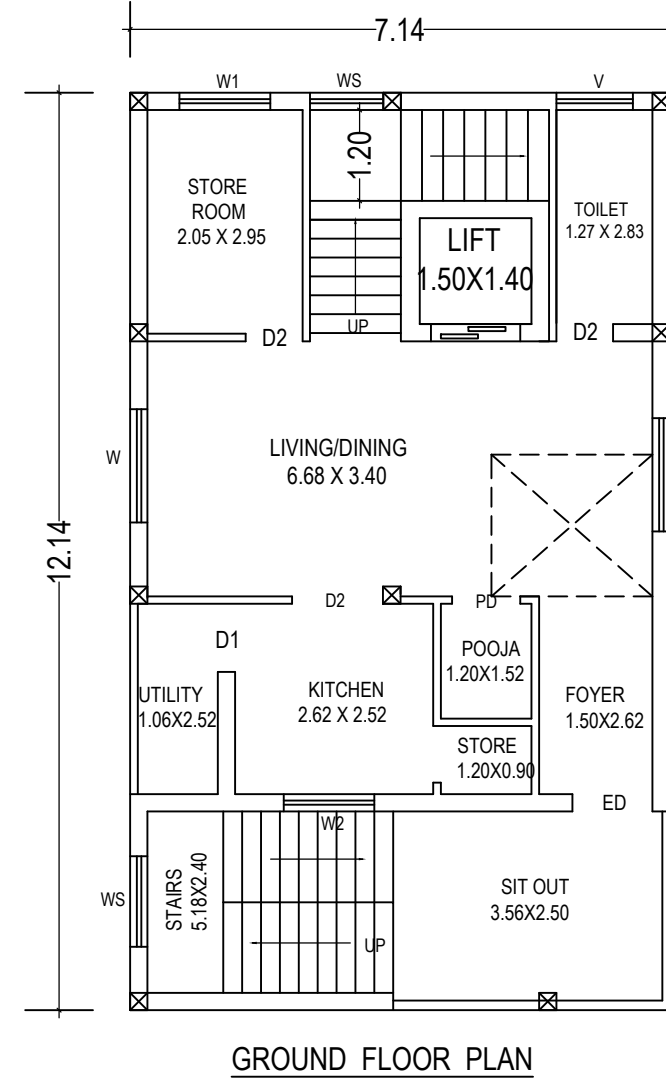 7.14
W1
WS
V
1.20
STORE
ROOM
2.05 X 2.95
LIFT
1.50X1.40
TOILET
1.27 X 2.83
UP
D2
D2
LIVING/DINING
6.68 X 3.40
W
12.14
D2
PD
D1
POOJA
1.20X1.52
UTILITY
1.06X2.52
KITCHEN
2.62 X 2.52
FOYER
1.50X2.62
STORE
1.20X0.90
ED
W2
WS
STAIRS
5.18X2.40
UP
SIT OUT
3.56X2.50
GROUND FLOOR PLAN